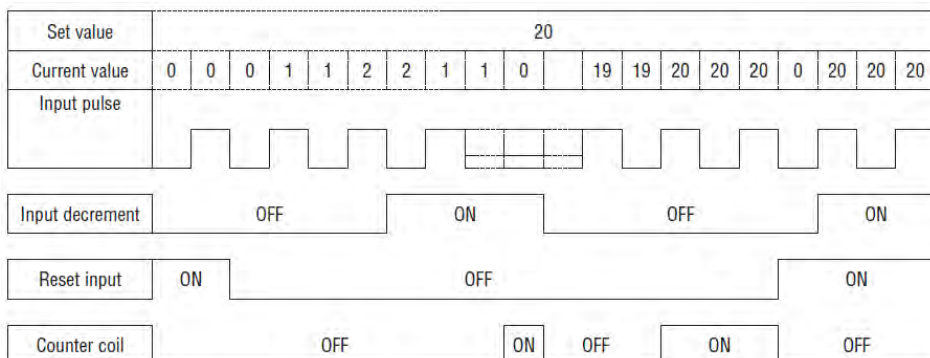 Set value 20
Current value 0 0 0 1 1 2 2 1 1 0 19 19 20 20 20 0 20 20 20
Input pulse
Input decrement OFF ON OFF ON
Reset input ON OFF ON
Counter coil OFF ON OFF ON OFF